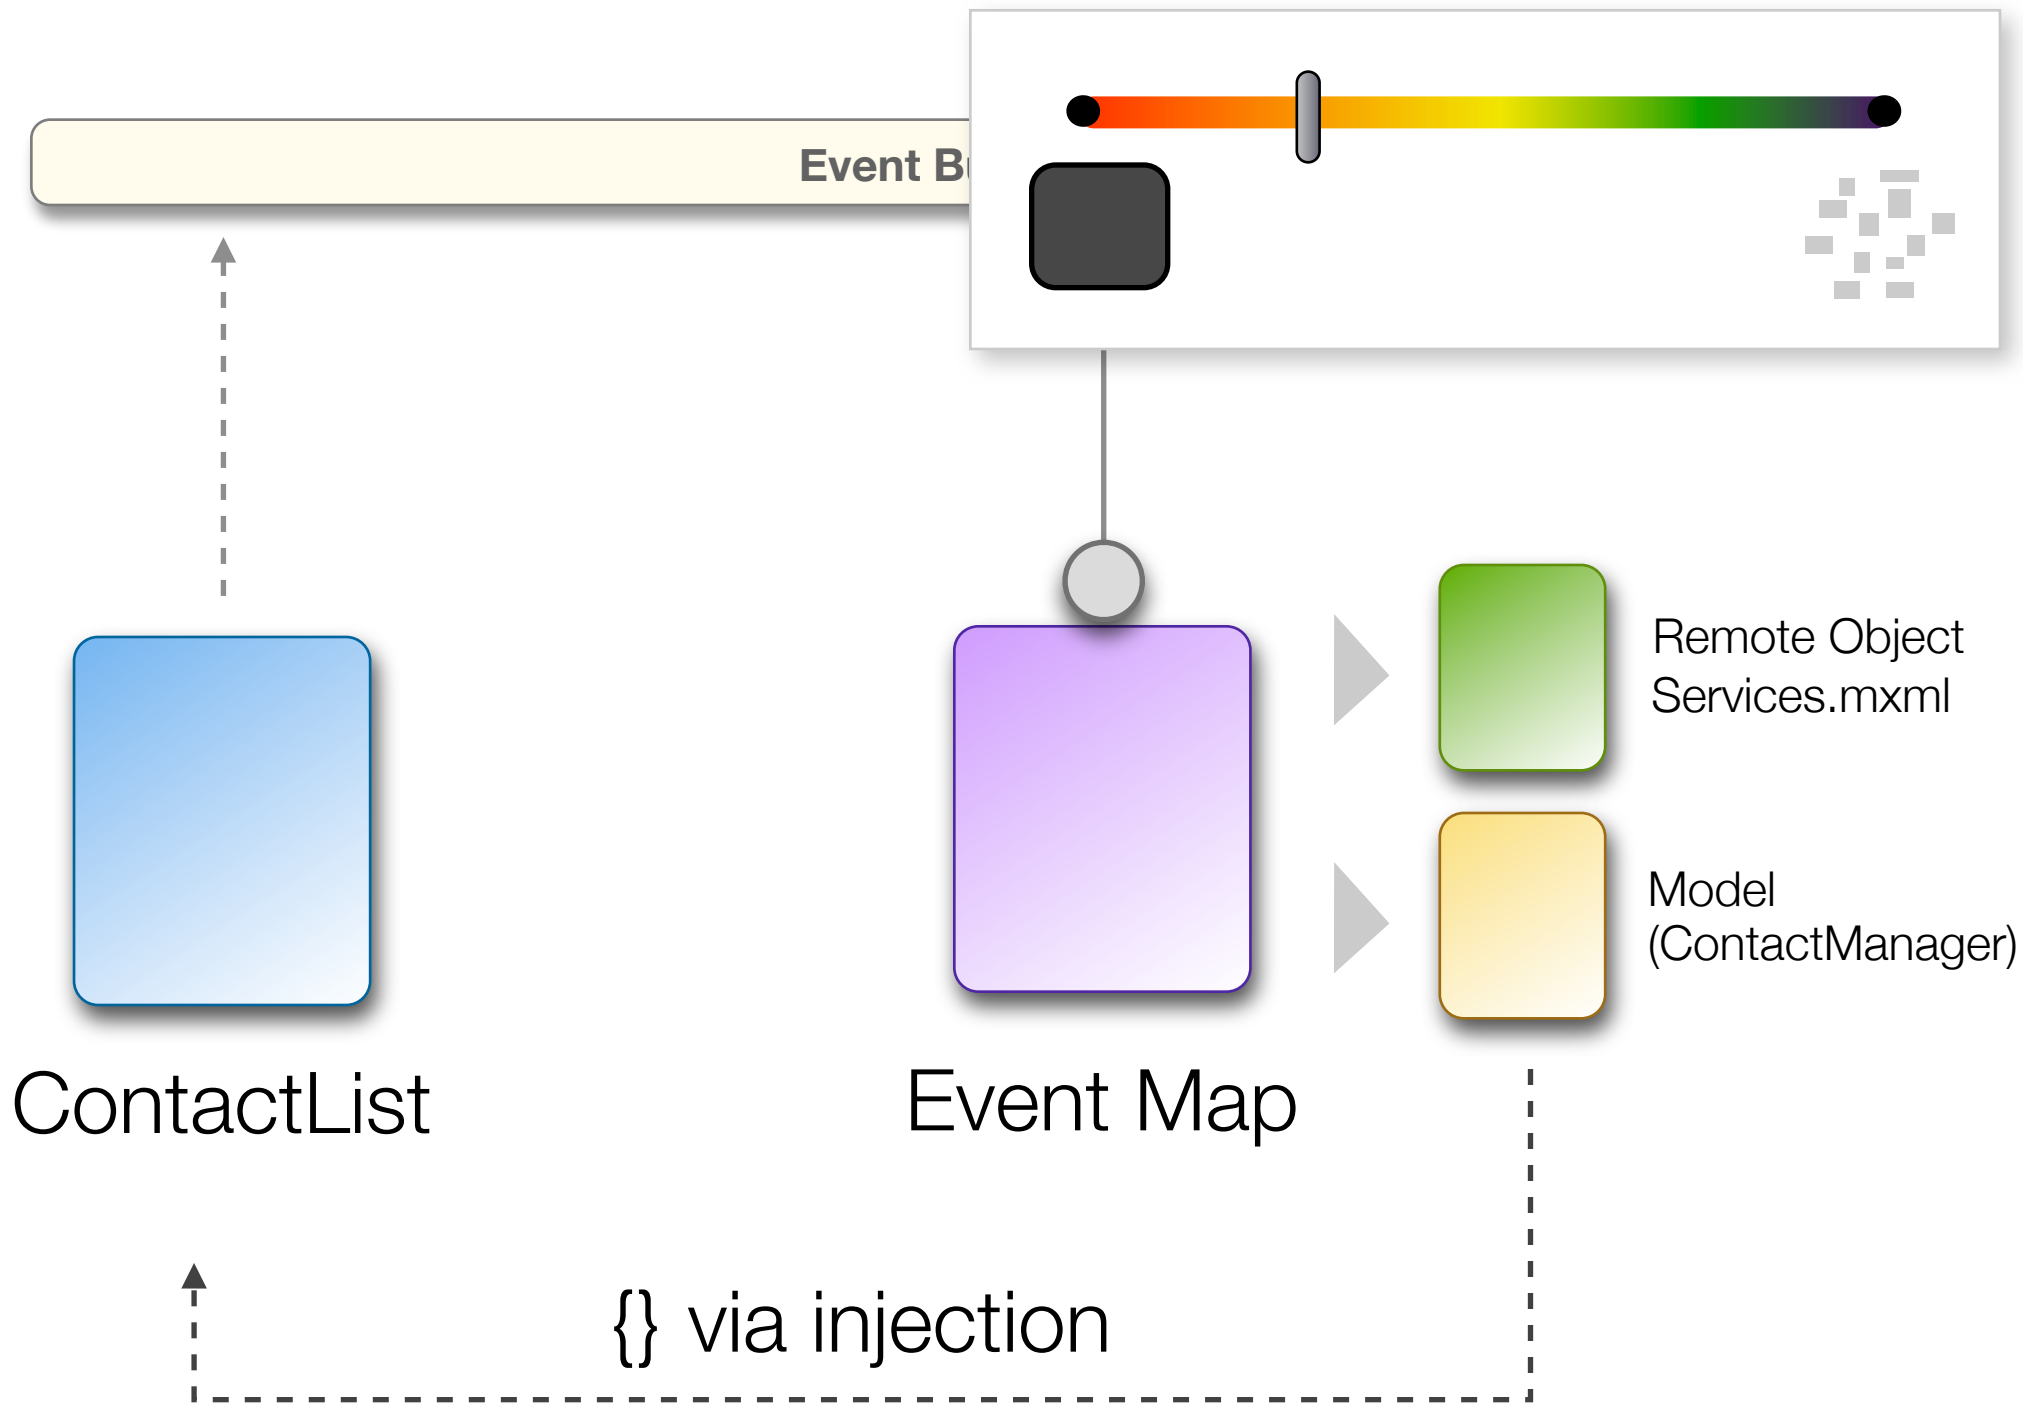 Event
ContactList
Event Map
Remote Object
Services.mxml
Model
(ContactManager)
{} via injection